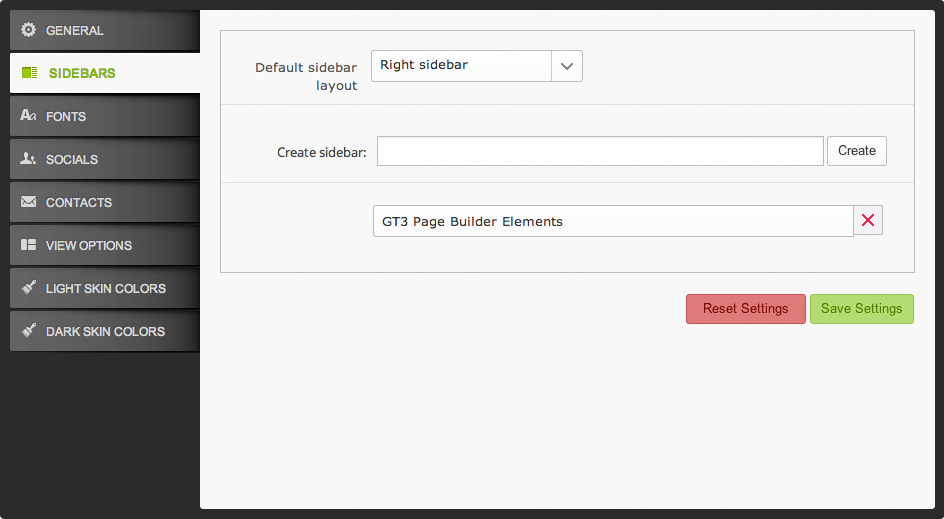 GENERAL
SIDEBARS
FONTS
SOCIALS
CONTACTS
VIEW OPTIONS
LIGHT SKIN COLORS
DARK SKIN COLORS
Default sidebar
layout
Right sidebar
Create sidebar:
Create
GT3 Page Builder Elements
Reset Settings
Save Settings